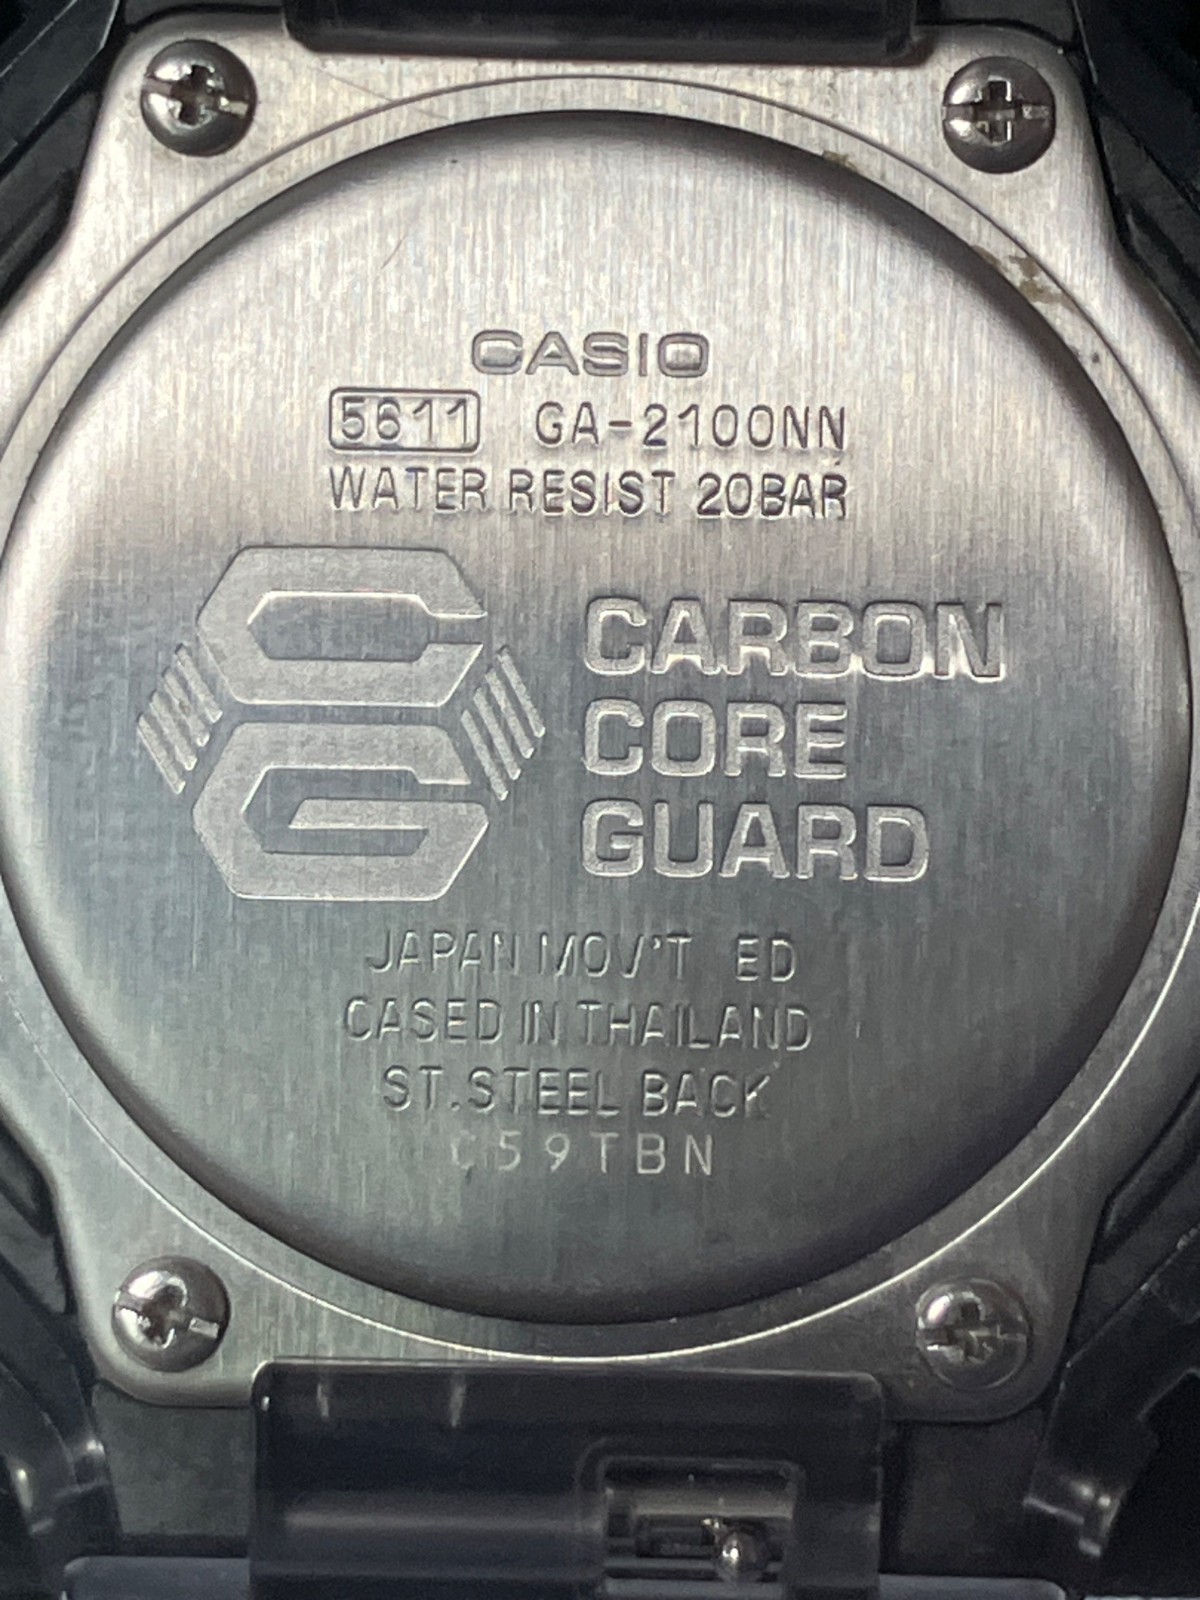 CASIO
5611 GA-2100NN
WATER RESIST 20BAR
CARBON
CORE
GUARD
JAPAN MOV'T ED
CASED IN THAILAND
ST.STEEL BACK
C59TBN